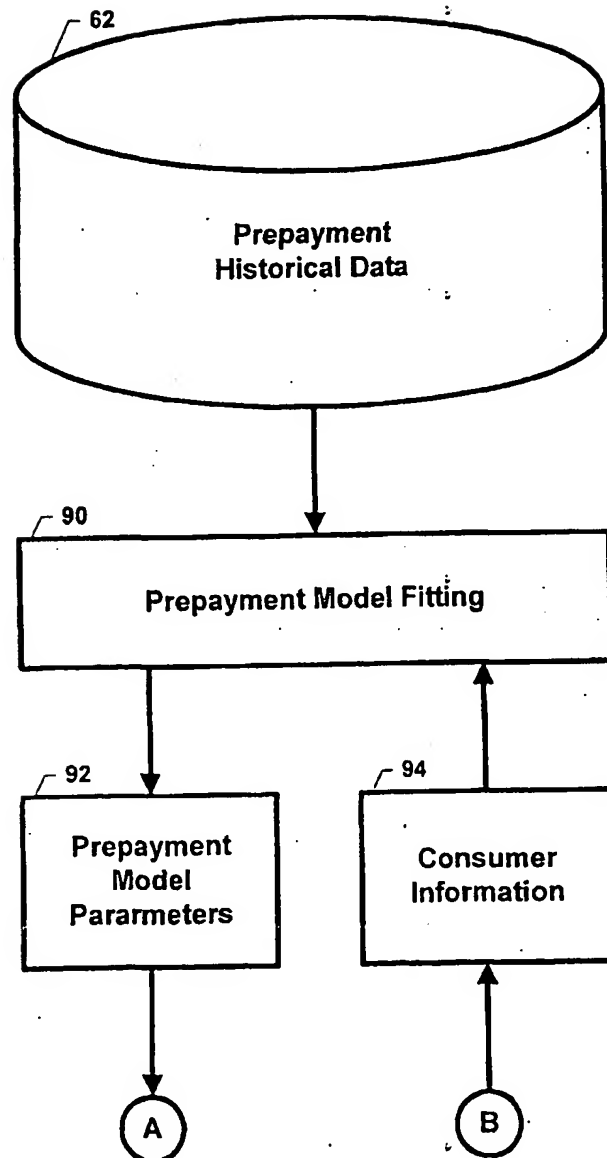 62
Prepayment
Historical Data
90
Prepayment Model Fitting
92
Prepayment
Model
Pararmeters
94
Consumer
Information
A
B